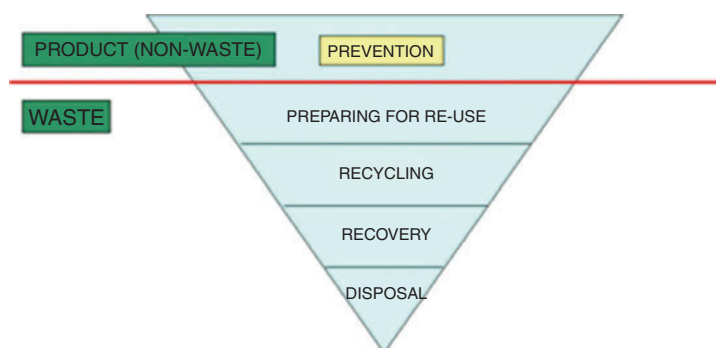 PRODUCT (NON-WASTE)
PREVENTION
WASTE
PREPARING FOR RE-USE
RECYCLING
RECOVERY
DISPOSAL